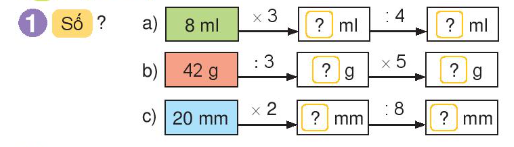 1 Số ?
a) 8 ml × 3 ? ml : 4 ? ml
b) 42 g : 3 ? g × 5 ? g
c) 20 mm × 2 ? mm : 8 ? mm